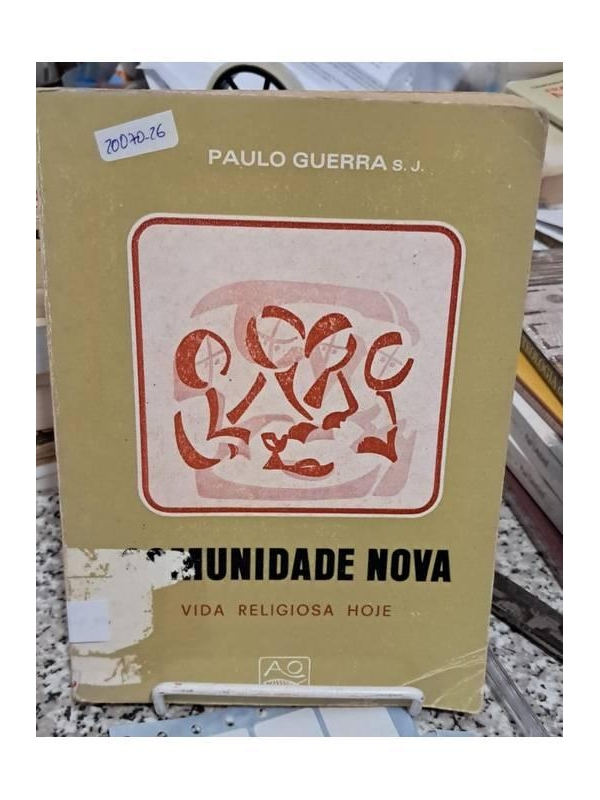 20070-26
PAULO GUERRA S. J.
MUNIDADE NOVA
VIDA RELIGIOSA HOJE
AO